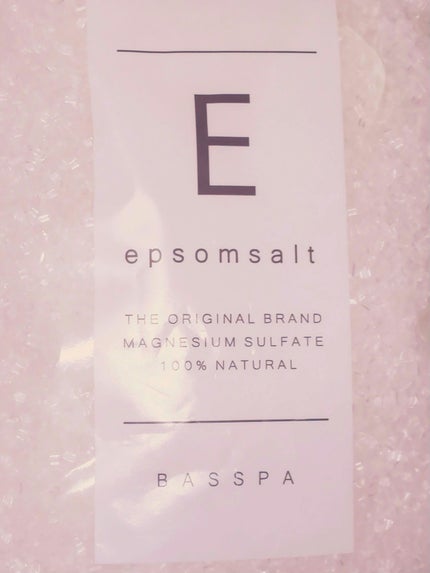 E
epsomsalt
THE ORIGINAL BRAND
MAGNESIUM SULFATE
100% NATURAL
BASSPA